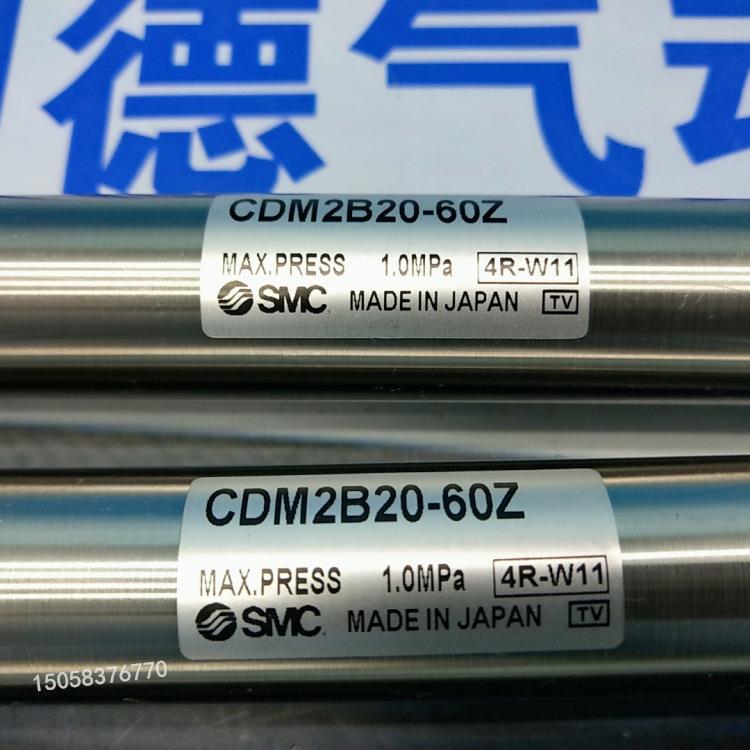 德气动
CDM2B20-60Z
MAX.PRESS 1.0MPa 4R-W11
SMC MADE IN JAPAN TV
CDM2B20-60Z
MAX.PRESS 1.0MPa 4R-W11
SMC MADE IN JAPAN TV
15058376770